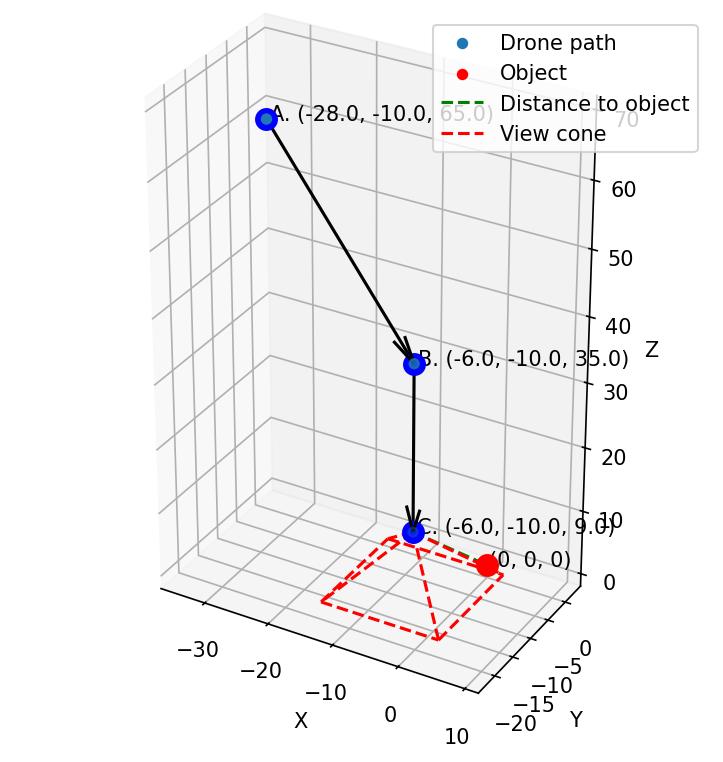 Drone path
Object
Distance to object
View cone
A. (-28.0, -10.0, 65.0)
B. (-6.0, -10.0, 35.0)
C. (-6.0, -10.0, 9.0)
(0, 0, 0)
70
60
50
40
30
20
10
0
Z
−30
−20
−10
0
10
X
0
−5
−10
−15
−20
Y